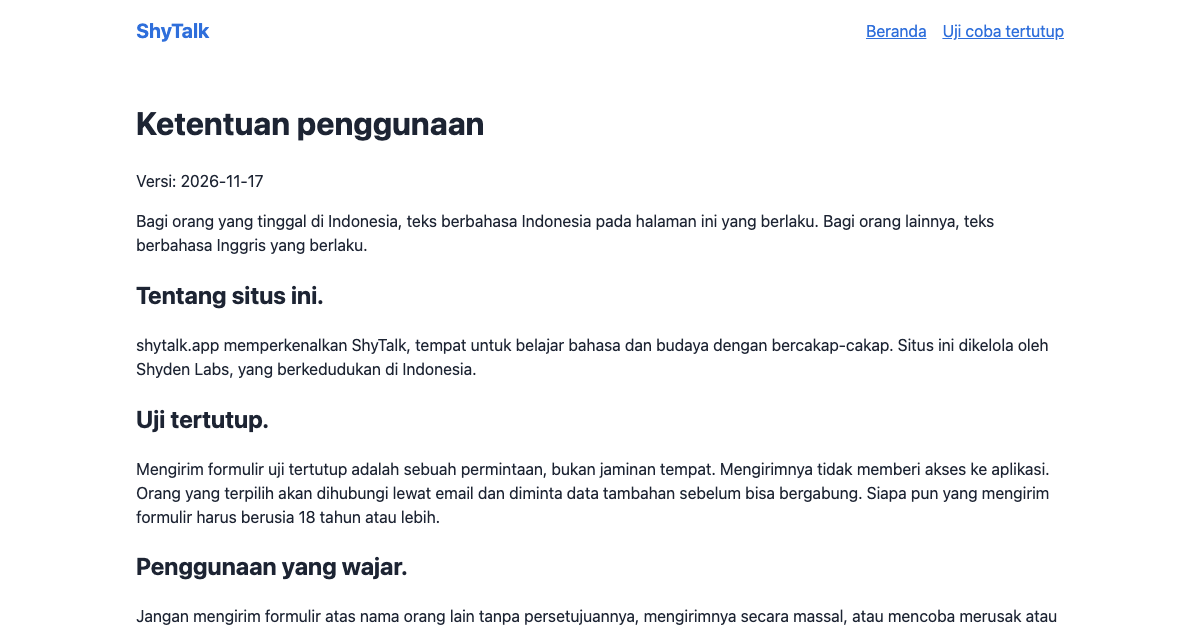 ShyTalk
Beranda
Uji coba tertutup
Ketentuan penggunaan
Versi: 2026-11-17
Bagi orang yang tinggal di Indonesia, teks berbahasa Indonesia pada halaman ini yang berlaku. Bagi orang lainnya, teks
berbahasa Inggris yang berlaku.
Tentang situs ini.
shytalk.app memperkenalkan ShyTalk, tempat untuk belajar bahasa dan budaya dengan bercakap-cakap. Situs ini dikelola oleh
Shyden Labs, yang berkedudukan di Indonesia.
Uji tertutup.
Mengirim formulir uji tertutup adalah sebuah permintaan, bukan jaminan tempat. Mengirimnya tidak memberi akses ke aplikasi.
Orang yang terpilih akan dihubungi lewat email dan diminta data tambahan sebelum bisa bergabung. Siapa pun yang mengirim
formulir harus berusia 18 tahun atau lebih.
Penggunaan yang wajar.
Jangan mengirim formulir atas nama orang lain tanpa persetujuannya, mengirimnya secara massal, atau mencoba merusak atau